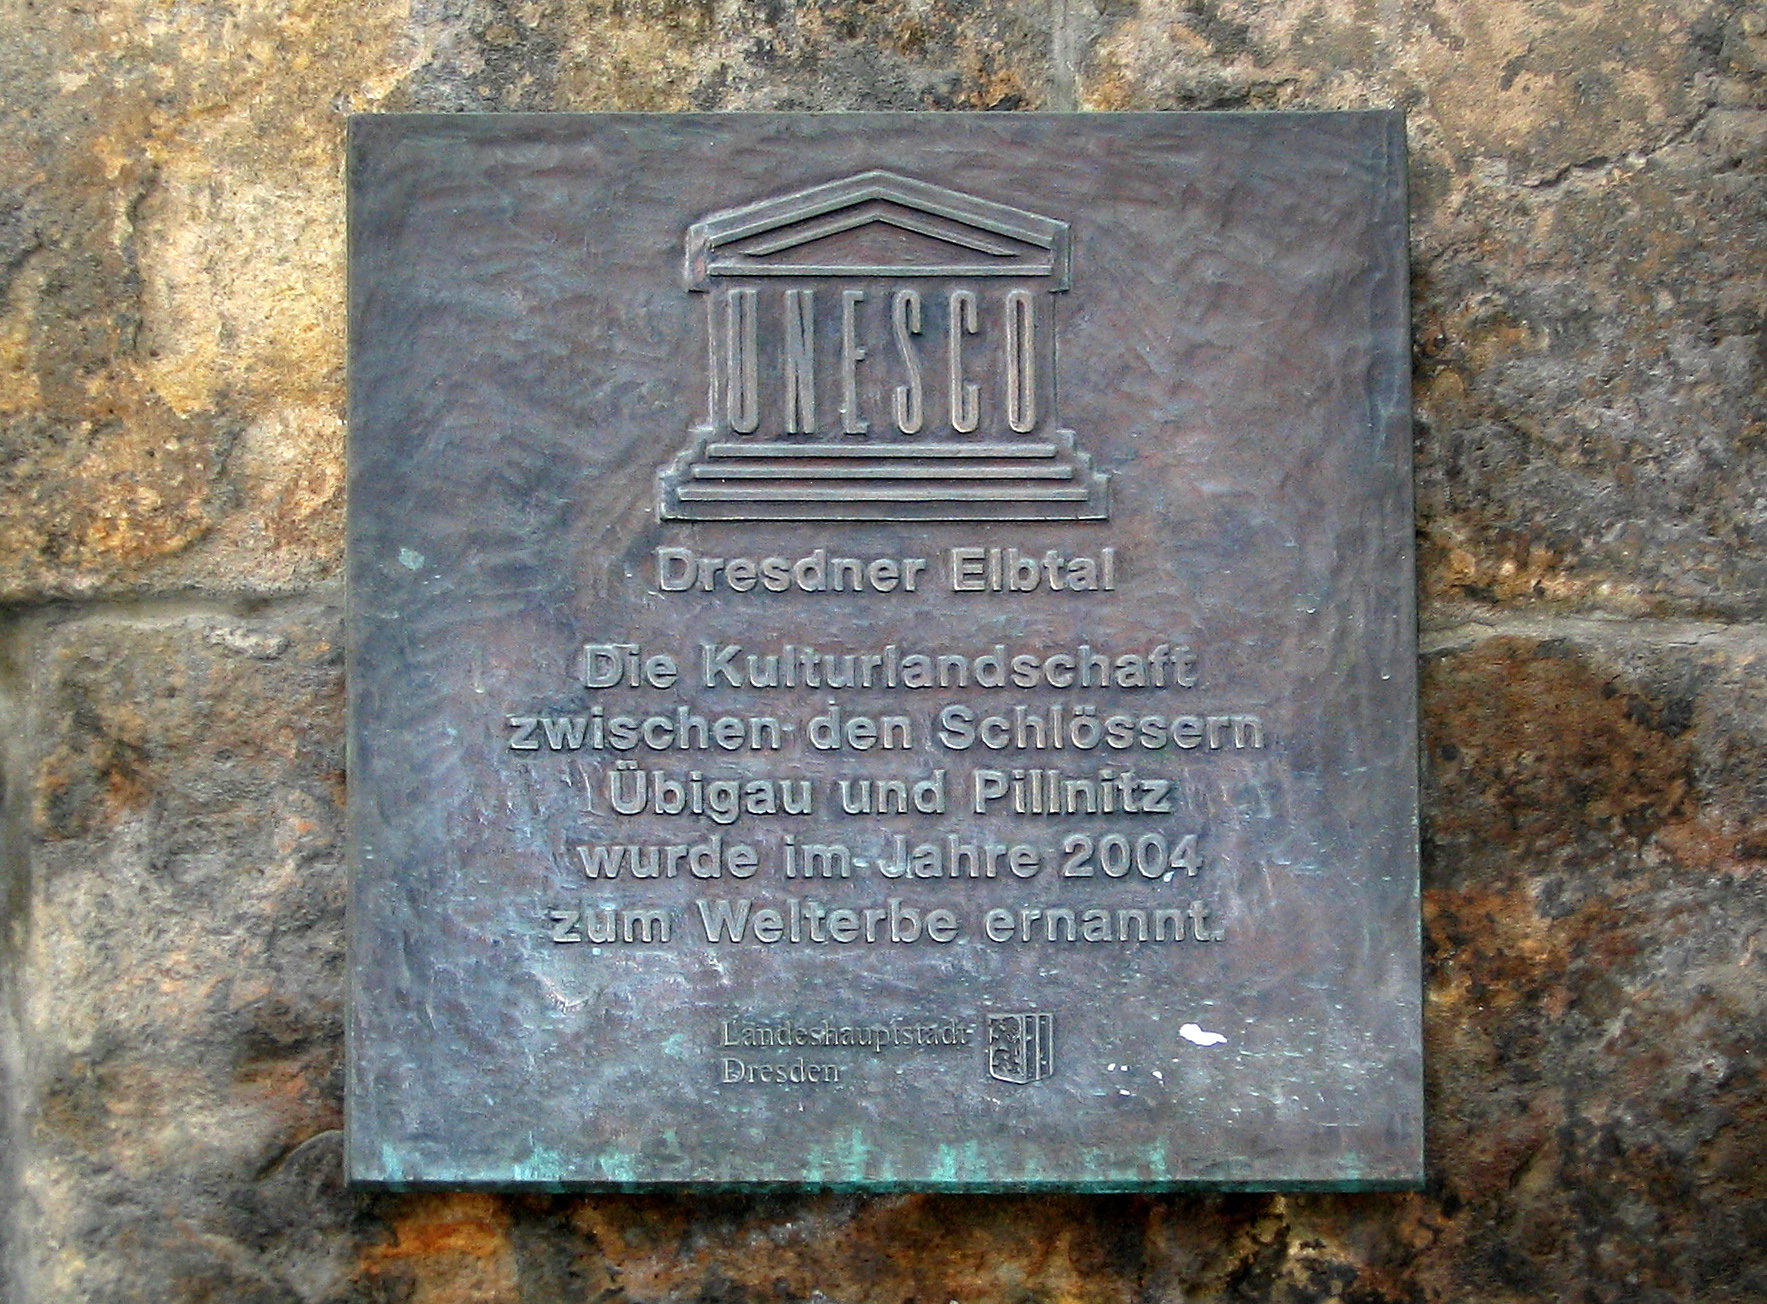 UNESCO
Dresdner Elbtal
Die Kulturlandschaft
zwischen den Schlössern
Übigau und Pillnitz
wurde im Jahre 2004
zum Welterbe ernannt.
Landeshauptstadt
Dresden